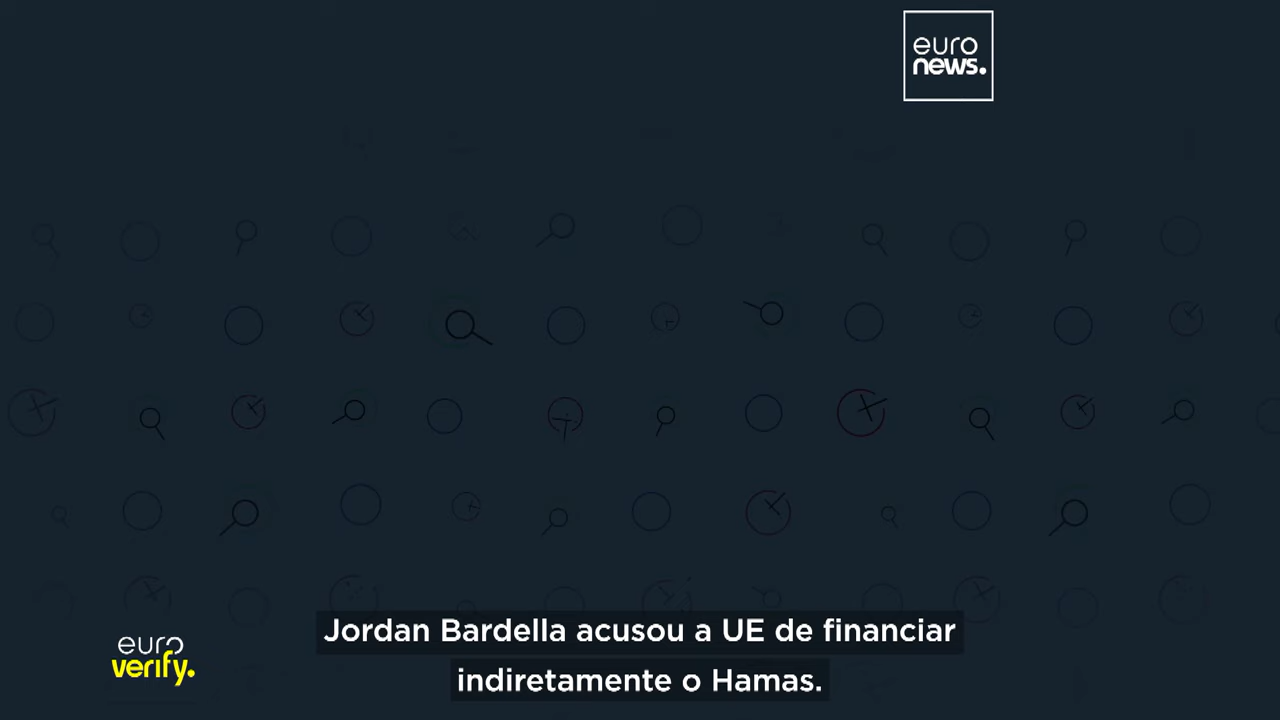 euro
news.
Jordan Bardella acusou a UE de financiar
indiretamente o Hamas.
euro
verify.